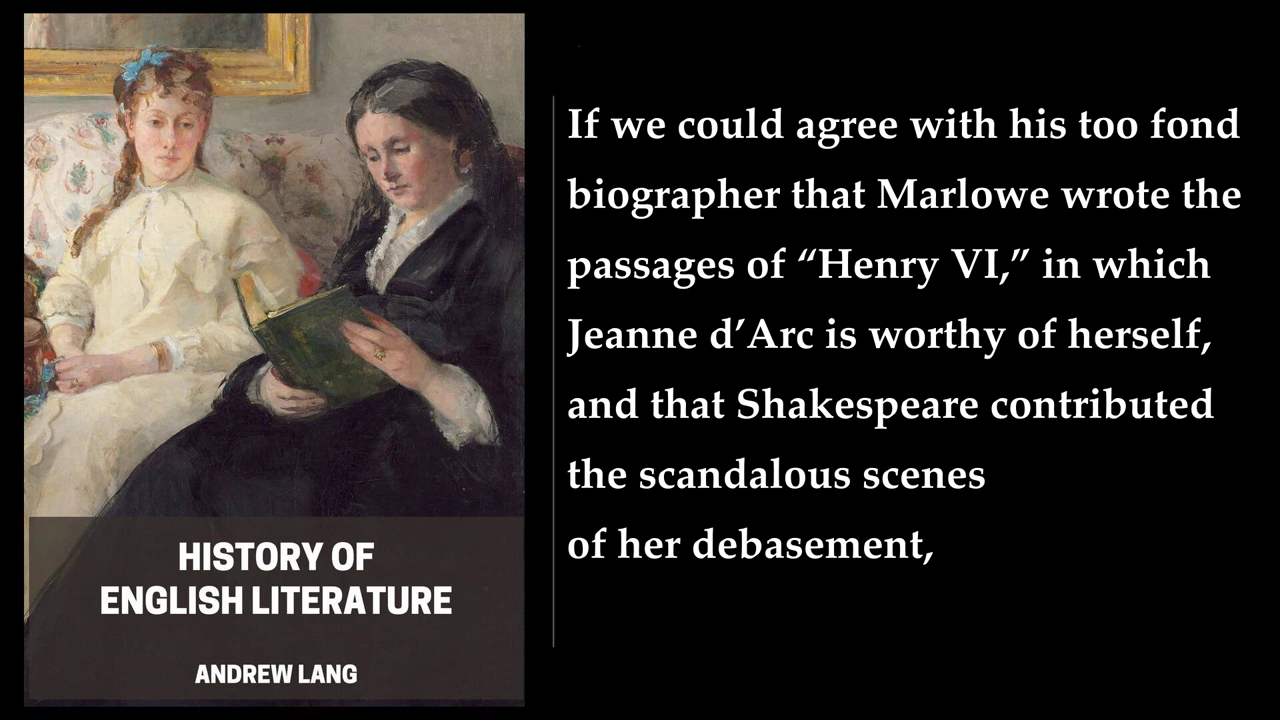 HISTORY OF
ENGLISH LITERATURE
ANDREW LANG
If we could agree with his too fond
biographer that Marlowe wrote the
passages of “Henry VI,” in which
Jeanne d’Arc is worthy of herself,
and that Shakespeare contributed
the scandalous scenes
of her debasement,